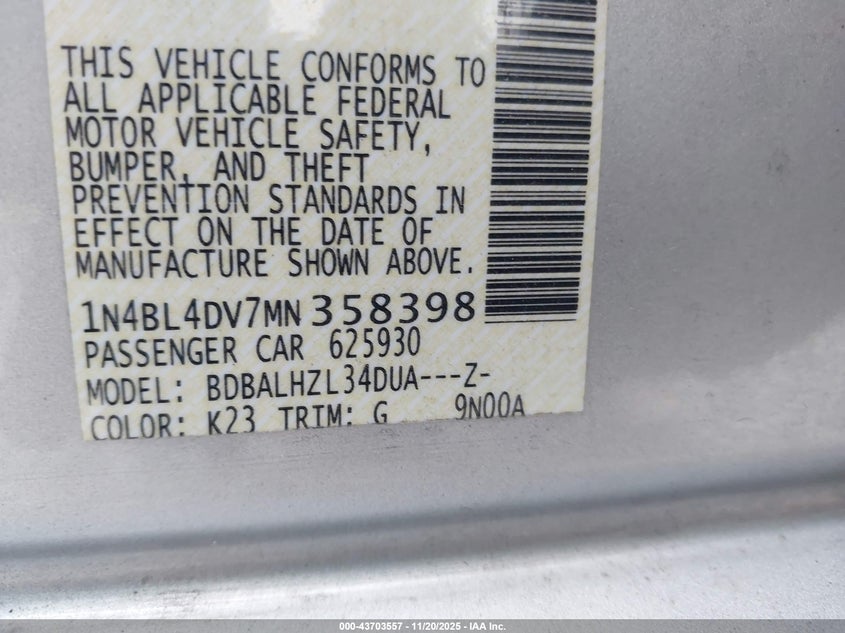 THIS VEHICLE CONFORMS TO
ALL APPLICABLE FEDERAL
MOTOR VEHICLE SAFETY,
BUMPER, AND THEFT
PREVENTION STANDARDS IN
EFFECT ON THE DATE OF
MANUFACTURE SHOWN ABOVE.
1N4BL4DV7MN358398
PASSENGER CAR 625930
MODEL: BDBALHZL34DUA---Z-
COLOR: K23 TRIM: G 9N00A
000-43703557 - 11/20/2025 - IAA Inc.